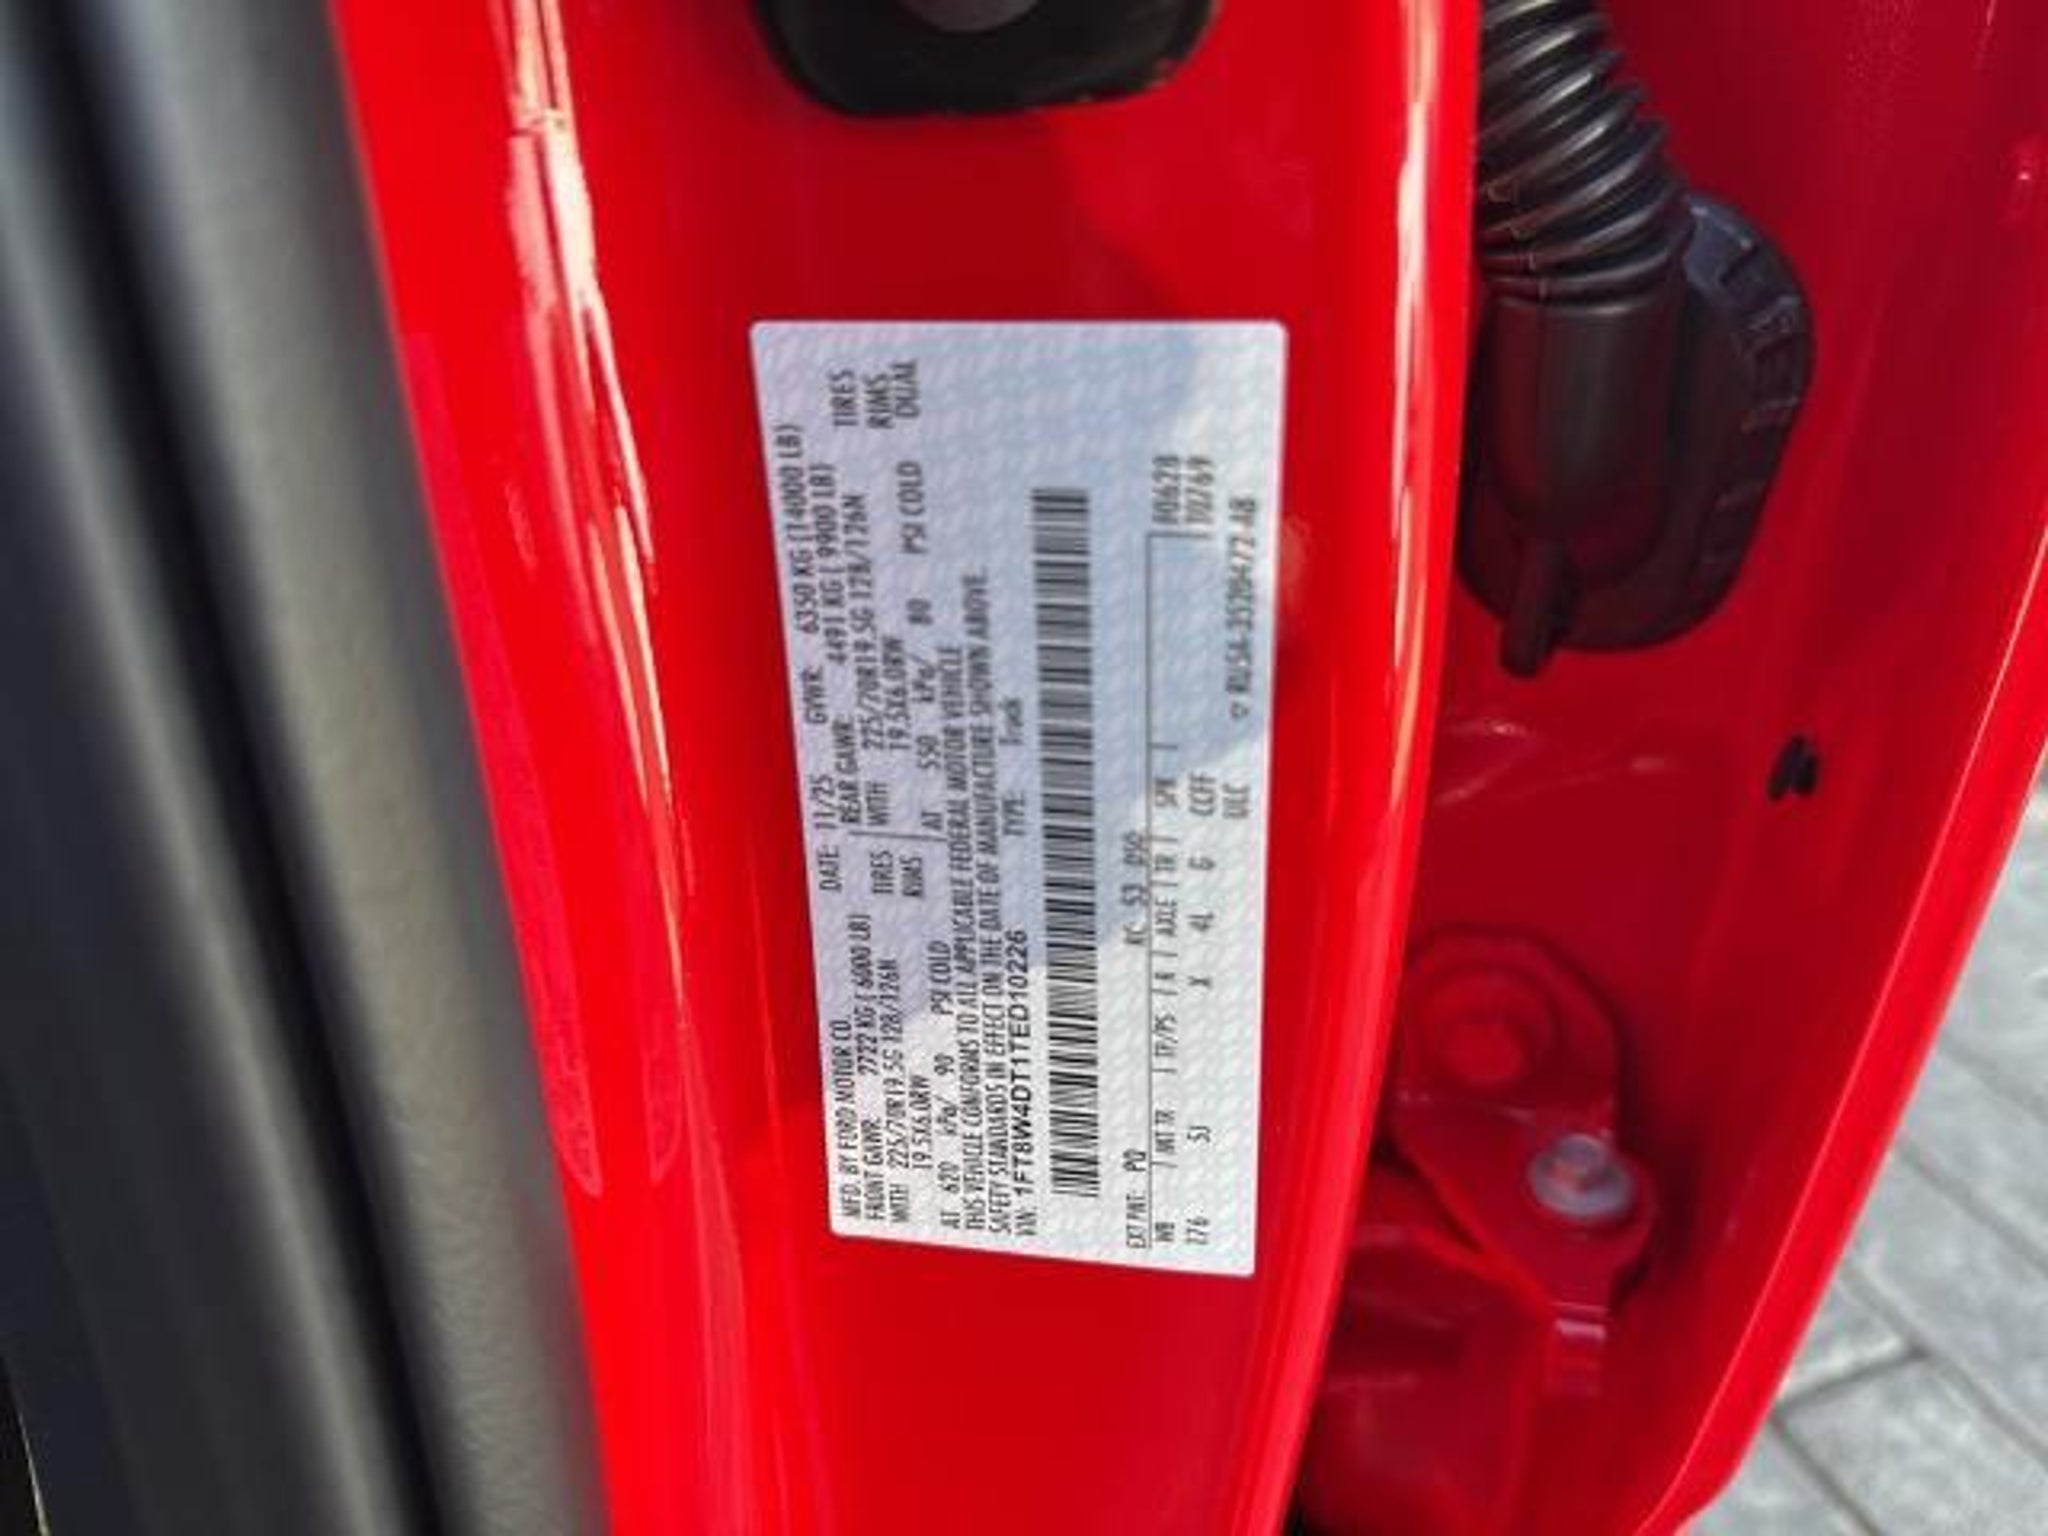 MFD. BY FORD MOTOR CO.
DATE: 11/25 GVWR: 6350 KG (14000 LB)
FRONT GAWR: 2722 KG (6000 LB)
REAR GAWR: 4491 KG (9900 LB)
WITH 225/70R19.5G 128/126N TIRES
WITH 225/70R19.5G 128/126N TIRES
19.5X6.0RW RIMS
19.5X6.0RW RIMS
AT 620 kPa/ 90 PSI COLD
AT 550 kPa/ 80 PSI COLD DUAL
THIS VEHICLE CONFORMS TO ALL APPLICABLE FEDERAL MOTOR VEHICLE
SAFETY STANDARDS IN EFFECT ON THE DATE OF MANUFACTURE SHOWN ABOVE.
VIN: 1FT8W4DT1TED10226 TYPE: Truck
EXT PNT: PQ RC: 53 DSO:
WB / INT TR / TP/PS / R / AXLE / TR / SPR /
176 SJ X 4L G CCFF
ULC
T0769